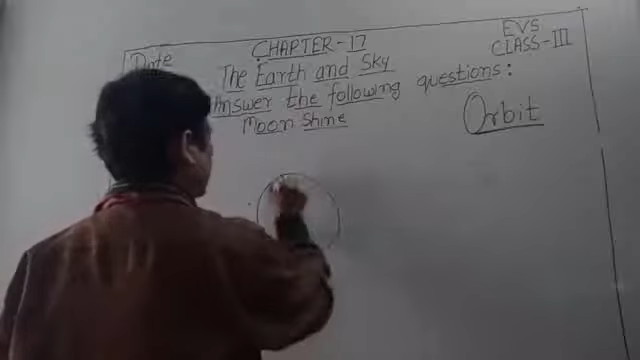 Date
CHAPTER-17
EVS
CLASS-III
The Earth and Sky
Answer the following questions:
Moon Shine
Orbit